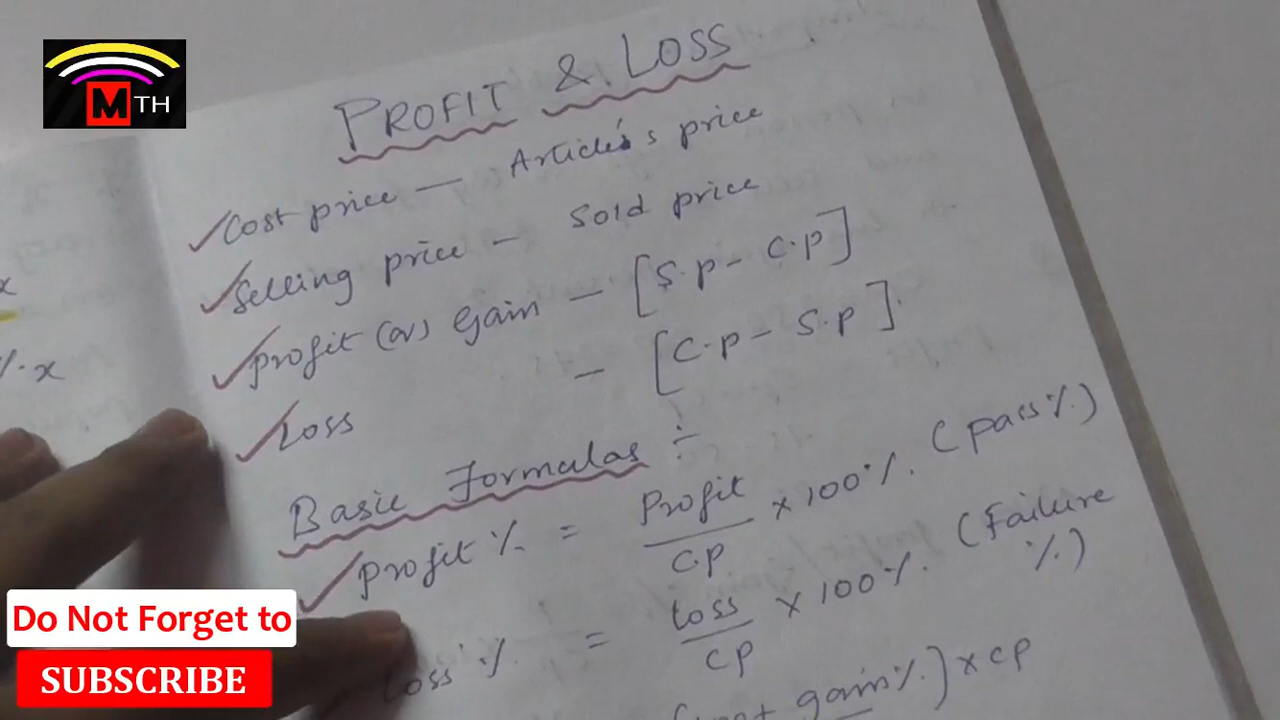 MTH
PROFIT & LOSS
Cost price — Article's price
Selling price — Sold price
Profit (or) Gain — [S.P - C.P]
Loss — [C.P - S.P]
Basic Formulas ÷
Profit % = Profit/C.P × 100%. (Pass%)
Loss % = Loss/CP × 100%. (Failure %)
gain%] × CP
x
%.x
Do Not Forget to
SUBSCRIBE